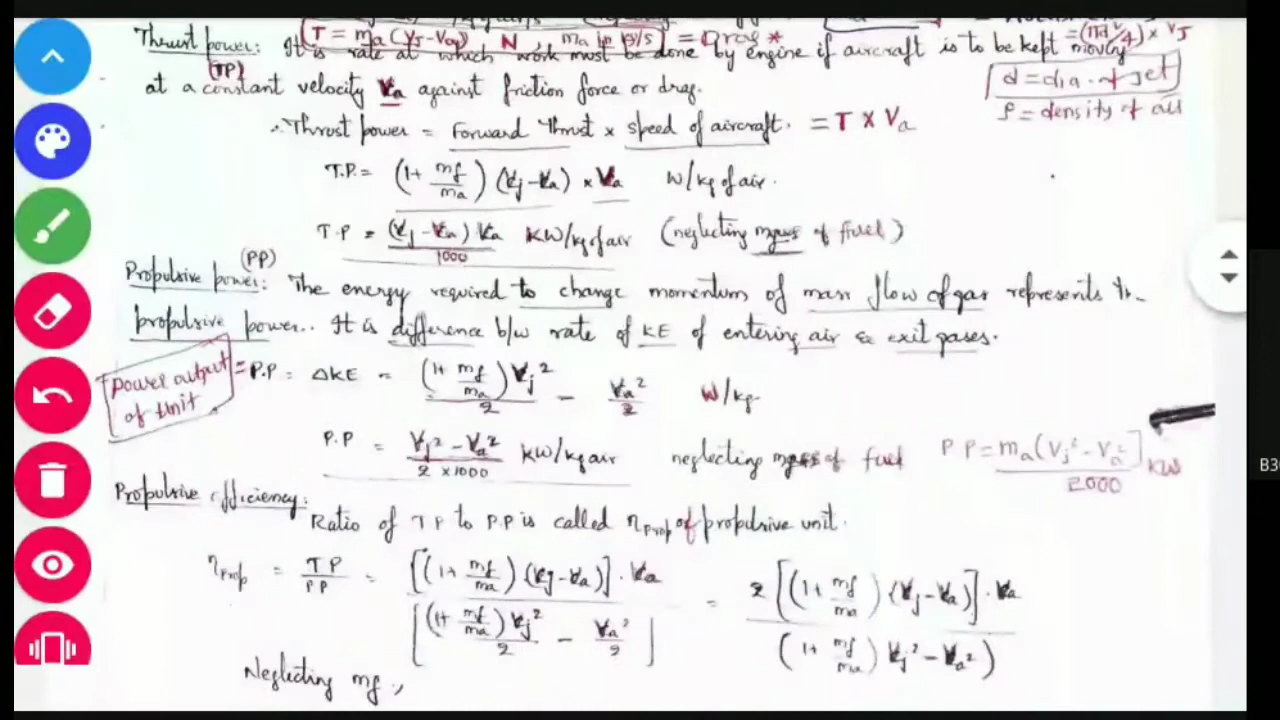 T = ma (VJ - Va) N, ma in kg/s = Drag * = (πd²/4) × VJ
Thrust power: It is rate at which work must be done by engine if aircraft is to be kept moving
(TP)
at a constant velocity Va against friction force or drag.
d = dia. of jet
ρ = density of air
∴ Thrust power = Forward thrust × speed of aircraft. = T X Va
T.P. = (1 + mf/ma) (Vj - Va) × Va W/kg of air.
T.P = (Vj - Va) Va / 1000 KW/kg of air (neglecting mass of fuel)
(PP)
Propulsive power: The energy required to change momentum of mass flow of gas represents the
propulsive power.. It is difference b/w rate of KE of entering air & exit gases.
Power output of Unit = P.P = ΔKE = (1 + mf/ma) Vj² / 2 - Va² / 2 W/kg
P.P = Vj² - Va² / 2 × 1000 KW/kg air neglecting mass of fuel PP = ma (Vj² - Va²] / 2000 KW
Propulsive efficiency:
Ratio of TP to P.P is called ηprop of propulsive unit.
ηprop = TP / PP = [(1 + mf/ma) (Vj - Va)] . Va / [(1 + mf/ma) Vj² / 2 - Va² / 2] = 2 [(1 + mf/ma) (Vj - Va)] . Va / (1 + mf/ma) Vj² - Va²)
Neglecting mf,